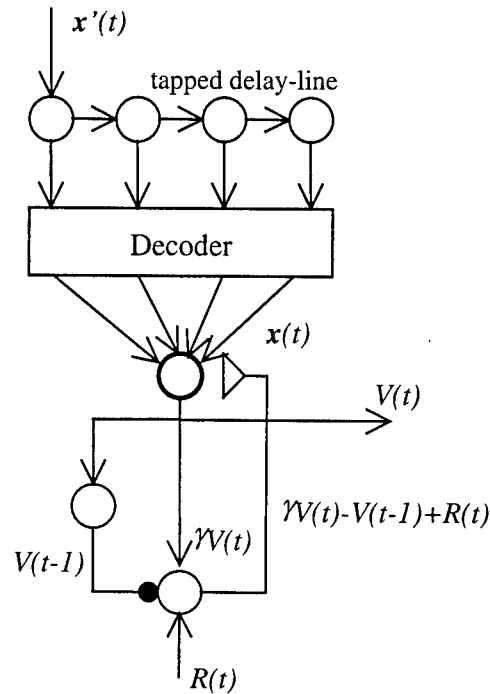 x'(t)
tapped delay-line
Decoder
x(t)
V(t)
γV(t)-V(t-1)+R(t)
γV(t)
V(t-1)
R(t)